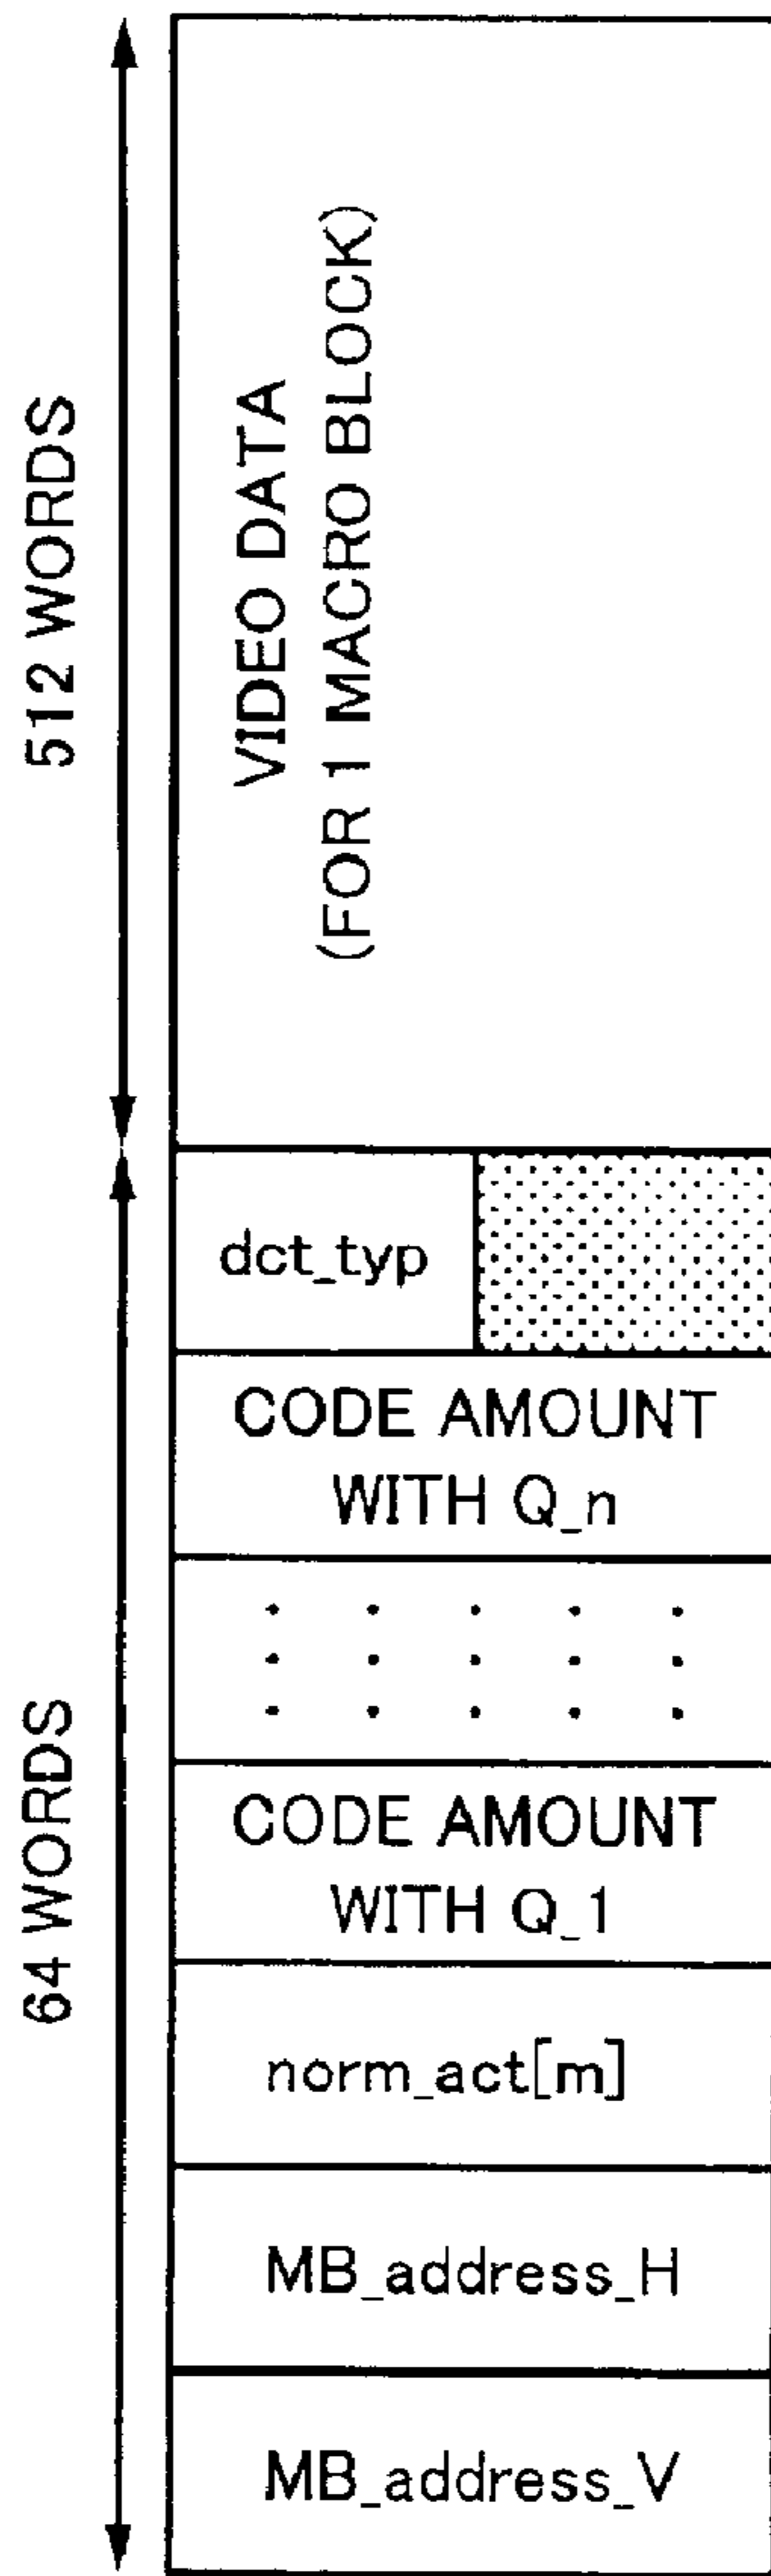 512 WORDS
VIDEO DATA
(FOR 1 MACRO BLOCK)
64 WORDS
dct_typ
CODE AMOUNT
WITH Q_n
CODE AMOUNT
WITH Q_1
norm_act[m]
MB_address_H
MB_address_V